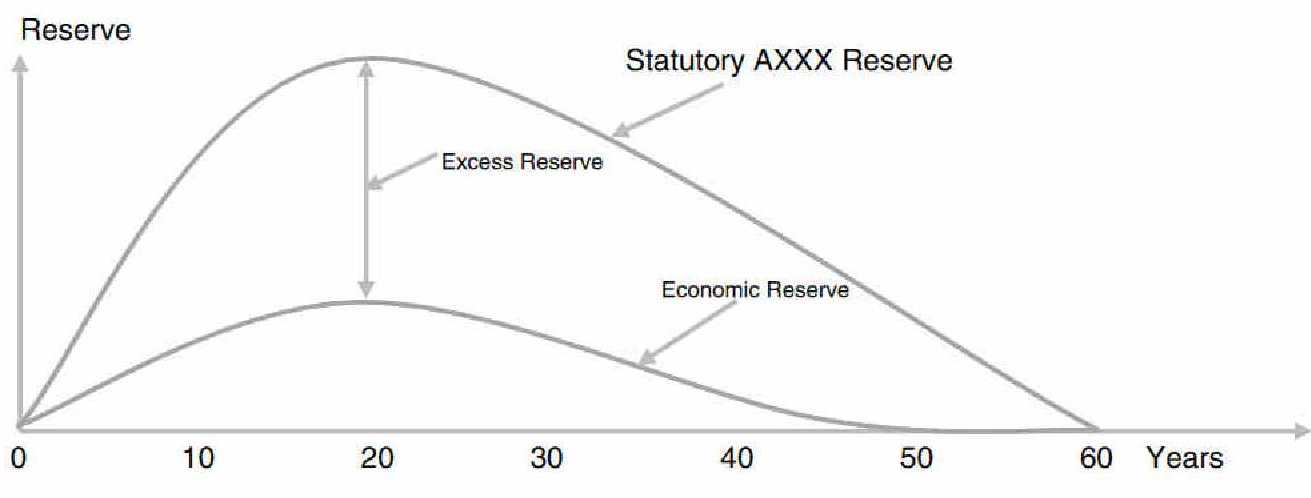 Reserve
Statutory AXXX Reserve
Excess Reserve
Economic Reserve
0 10 20 30 40 50 60 Years